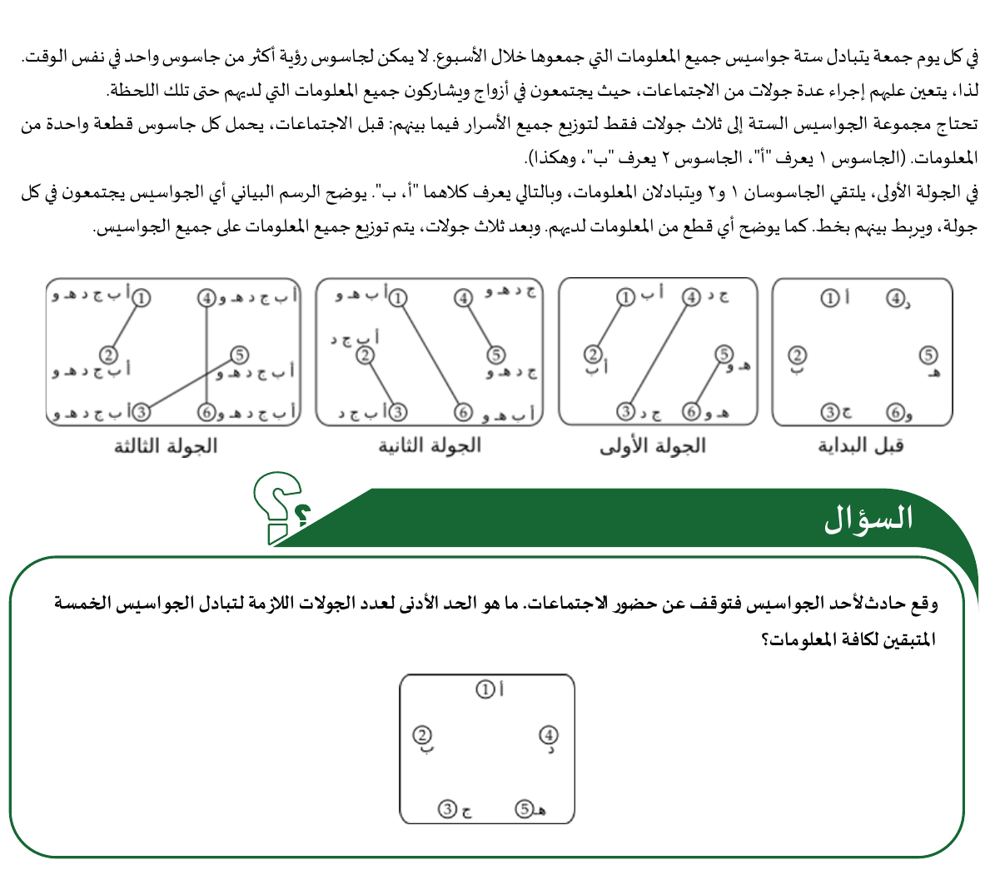 في كل يوم جمعة يتبادل ستة جواسيس جميع المعلومات التي جمعوها خلال الأسبوع. لا يمكن لجاسوس رؤية أكثر من جاسوس واحد في نفس الوقت.
لذا، يتعين عليهم إجراء عدة جولات من الاجتماعات، حيث يجتمعون في أزواج ويشاركون جميع المعلومات التي لديهم حتى تلك اللحظة.
تحتاج مجموعة الجواسيس الستة إلى ثلاث جولات فقط لتوزيع جميع الأسرار فيما بينهم: قبل الاجتماعات، يحمل كل جاسوس قطعة واحدة من
المعلومات. (الجاسوس ١ يعرف "أ"، الجاسوس ٢ يعرف "ب"، وهكذا).
في الجولة الأولى، يلتقي الجاسوسان ١ و٢ ويتبادلان المعلومات، وبالتالي يعرف كلاهما "أ، ب". يوضح الرسم البياني أي الجواسيس يجتمعون في كل
جولة، ويربط بينهم بخط. كما يوضح أي قطع من المعلومات لديهم. وبعد ثلاث جولات، يتم توزيع جميع المعلومات على جميع الجواسيس.
1 أ 4 د
2 ب 5 هـ
3 ج 6 و
قبل البداية
1 أ ب 4 ج د
2 أ ب 5 هـ و
3 ج د 6 هـ و
الجولة الأولى
1 أ ب هـ و 4 ج د هـ و
2 أ ب ج د 5 ج د هـ و
3 أ ب ج د 6 أ ب هـ و
الجولة الثانية
1 أ ب ج د هـ و 4 أ ب ج د هـ و
2 أ ب ج د هـ و 5 أ ب ج د هـ و
3 أ ب ج د هـ و 6 أ ب ج د هـ و
الجولة الثالثة
؟ ؟
السؤال
وقع حادث لأحد الجواسيس فتوقف عن حضور الاجتماعات. ما هو الحد الأدنى لعدد الجولات اللازمة لتبادل الجواسيس الخمسة
المتبقين لكافة المعلومات؟
1 أ
2 ب 4 د
3 ج 5 هـ